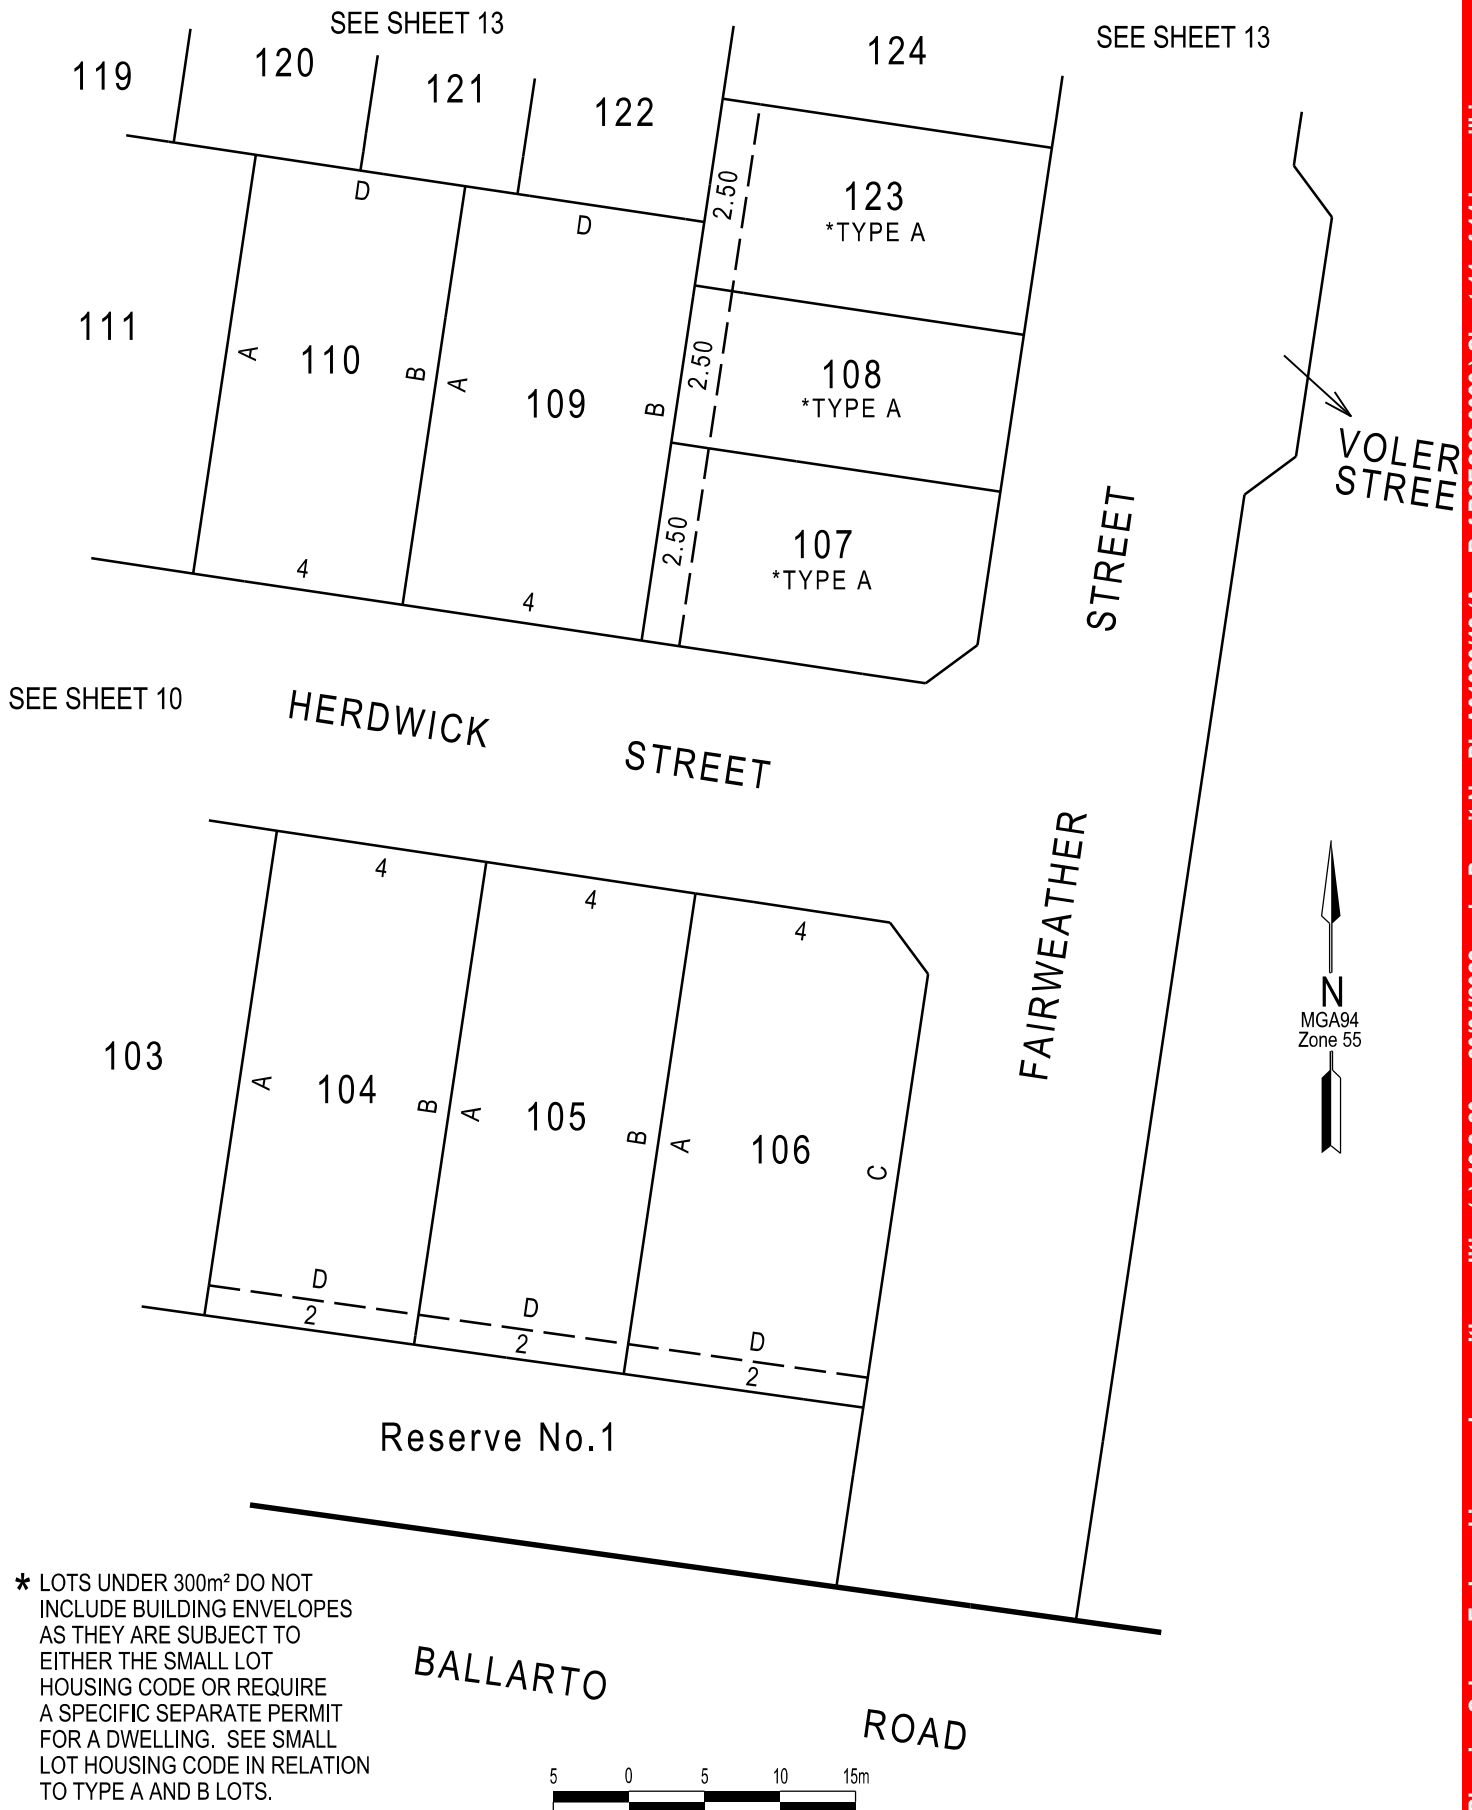 SEE SHEET 13
SEE SHEET 13
119
120
121
122
124
D
D
2.50
123
*TYPE A
111
A
110
B
A
109
B
2.50
108
*TYPE A
VOLER
STREE
4
4
2.50
107
*TYPE A
STREET
SEE SHEET 10
HERDWICK
STREET
4
4
4
FAIRWEATHER
N
MGA94
Zone 55
103
A
104
B
A
105
B
A
106
C
D
2
D
2
D
2
Reserve No.1
* LOTS UNDER 300m² DO NOT
INCLUDE BUILDING ENVELOPES
AS THEY ARE SUBJECT TO
EITHER THE SMALL LOT
HOUSING CODE OR REQUIRE
A SPECIFIC SEPARATE PERMIT
FOR A DWELLING. SEE SMALL
LOT HOUSING CODE IN RELATION
TO TYPE A AND B LOTS.
BALLARTO
ROAD
5 0 5 10 15m